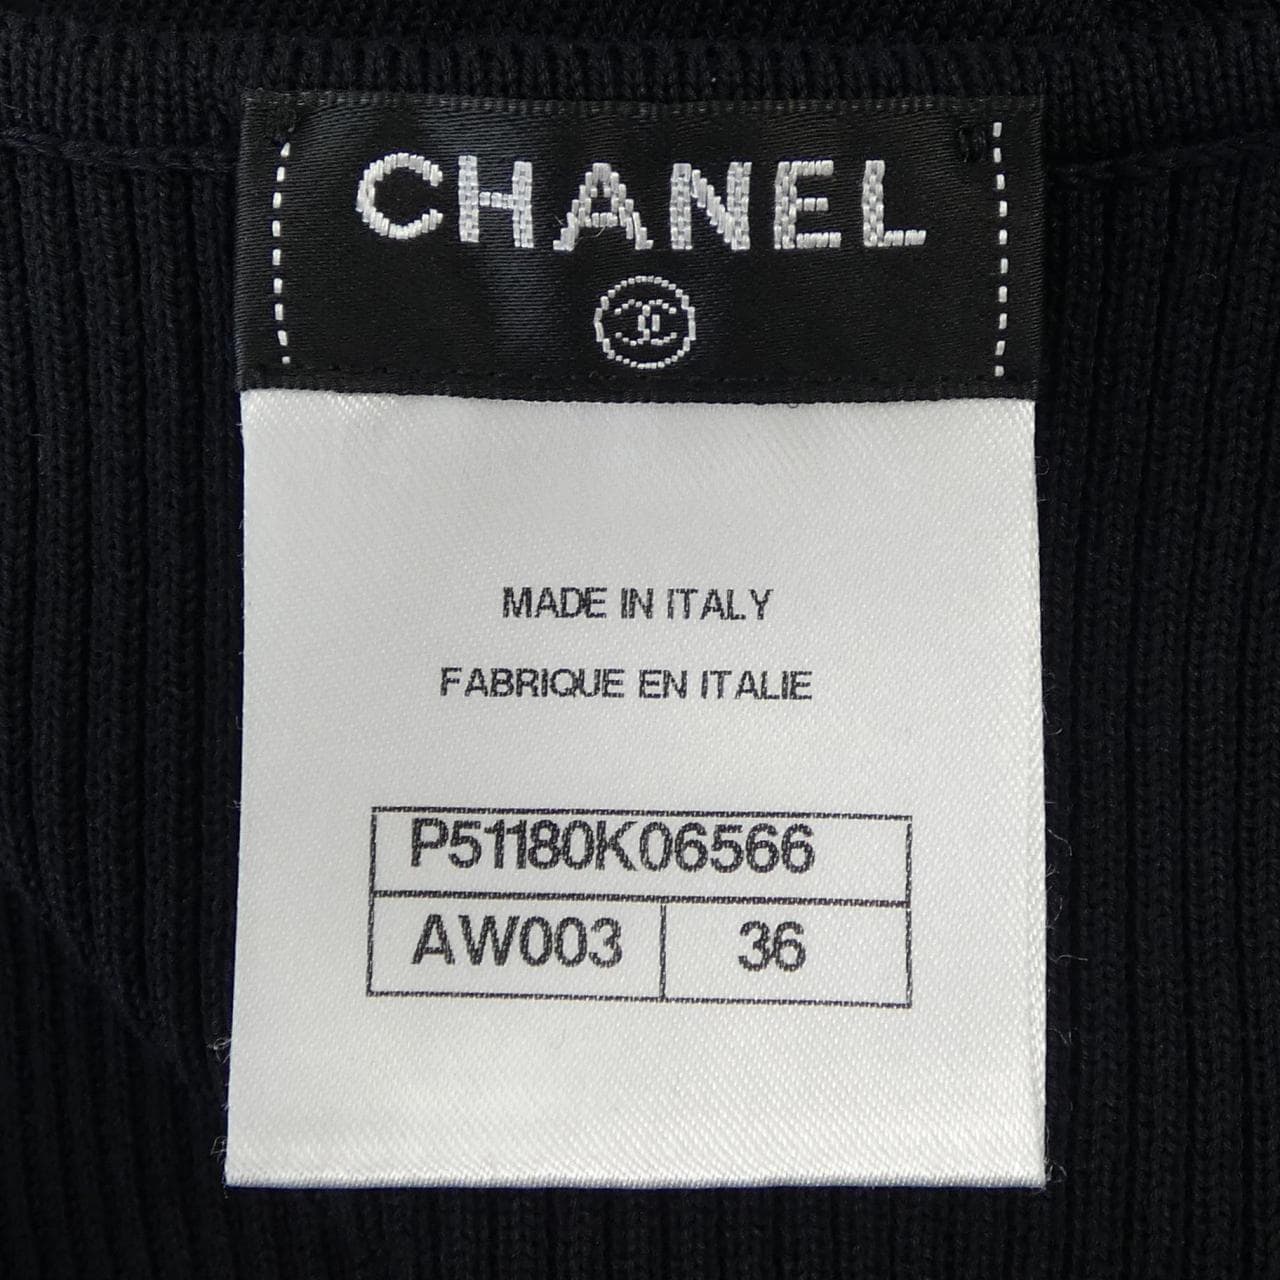 CHANEL
MADE IN ITALY
FABRIQUE EN ITALIE
P51180K06566
AW003 36